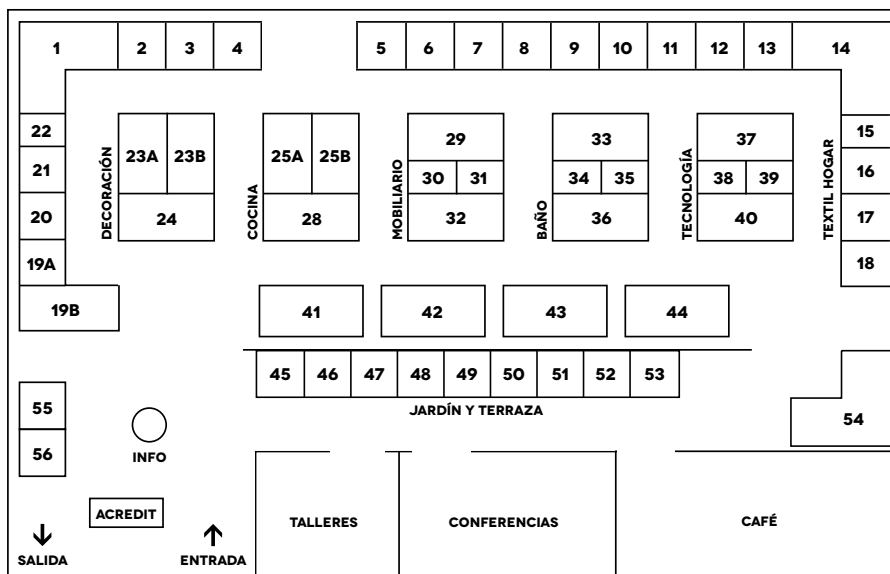 1 2 3 4 5 6 7 8 9 10 11 12 13 14
22 23A 23B 25A 25B 29 33 37 15
21 30 31 34 35 38 39 16
DECORACIÓN COCINA MOBILIARIO BAÑO TECNOLOGÍA TEXTIL HOGAR
20 24 28 32 36 40 17
19A 18
19B 41 42 43 44
45 46 47 48 49 50 51 52 53
JARDÍN Y TERRAZA
55 54
56 INFO
ACREDIT TALLERES CONFERENCIAS CAFÉ
SALIDA ENTRADA